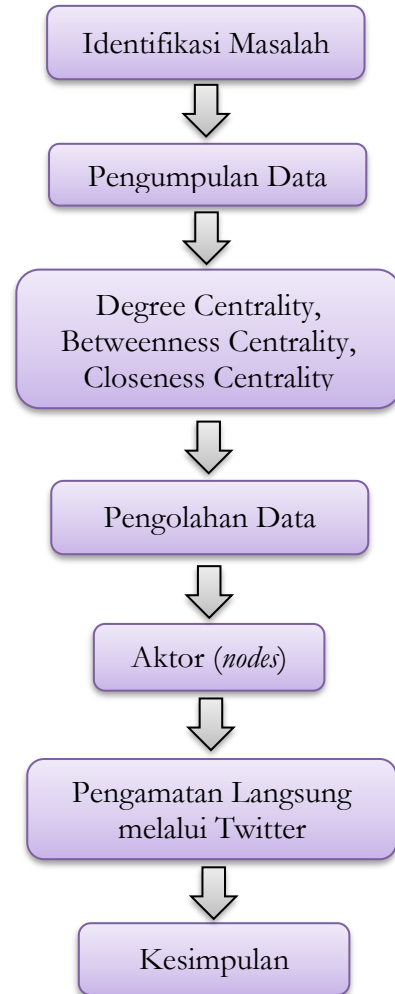 Identifikasi Masalah
Pengumpulan Data
Degree Centrality,
Betweenness Centrality,
Closeness Centrality
Pengolahan Data
Aktor (nodes)
Pengamatan Langsung
melalui Twitter
Kesimpulan